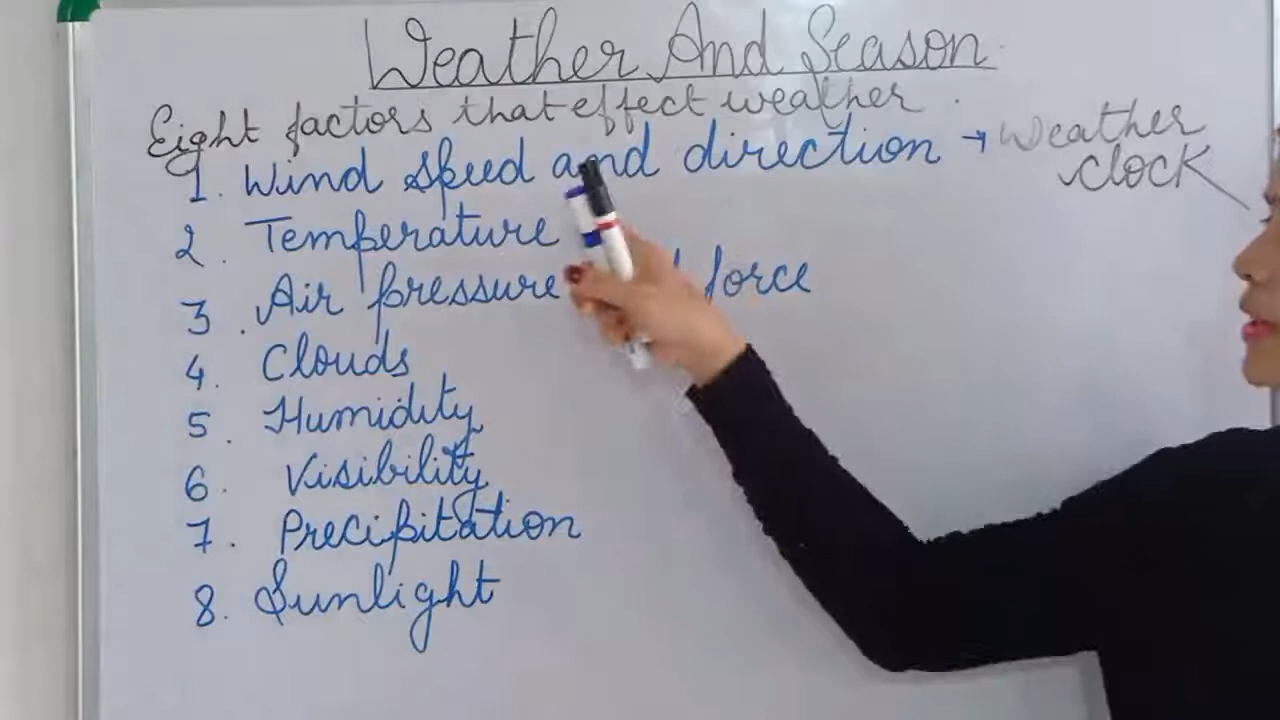 Weather And Season
Eight factors that effect weather.
1. Wind speed and direction → Weather clock
2. Temperature
3. Air pressure force
4. Clouds
5. Humidity
6. Visibility
7. Precipitation
8. Sunlight